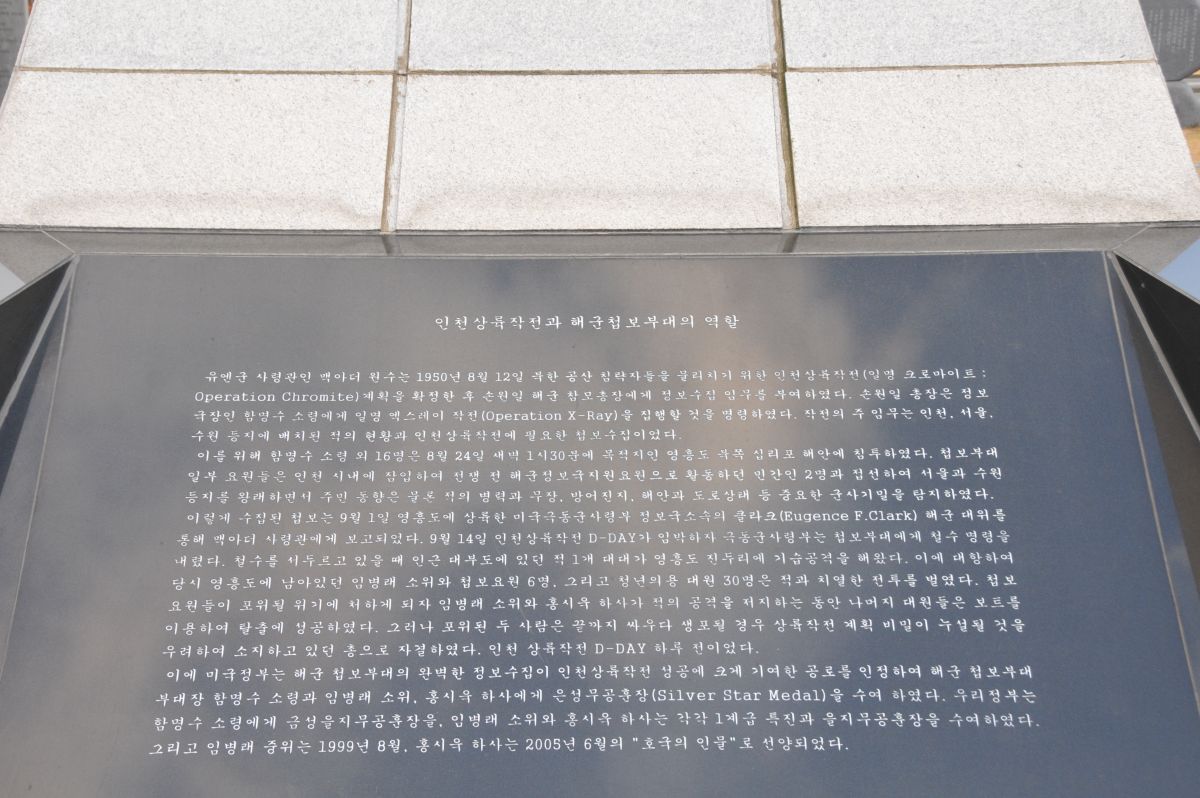 인천상륙작전과 해군첩보부대의 역할
유엔군 사령관인 맥아더 원수는 1950년 8월 12일 북한 공산 침략자들을 물리치기 위한 인천상륙작전(일명 크로마이트 :
Operation Chromite)계획을 확정한 후 손원일 해군 참모총장에게 정보수집 임무를 부여하였다. 손원일 총장은 정보
국장인 함명수 소령에게 일명 엑스레이 작전(Operation X-Ray)을 집행할 것을 명령하였다. 작전의 주 임무는 인천, 서울,
수원 등지에 배치된 적의 현황과 인천상륙작전에 필요한 첩보수집이었다.
이를 위해 함명수 소령 외 16명은 8월 24일 새벽 1시30분에 목적지인 영흥도 북쪽 십리포 해안에 침투하였다. 첩보부대
일부 요원들은 인천 시내에 잠입하여 전쟁 전 해군정보국지원요원으로 활동하던 민간인 2명과 접선하여 서울과 수원
등지를 왕래하면서 주민 동향은 물론 적의 병력과 무장, 방어진지, 해안과 도로상태 등 중요한 군사기밀을 탐지하였다.
이렇게 수집된 첩보는 9월 1일 영흥도에 상륙한 미국극동군사령부 정보국소속의 클라크(Eugence F.Clark) 해군 대위를
통해 맥아더 사령관에게 보고되었다. 9월 14일 인천상륙작전 D-DAY가 임박하자 극동군사령부는 첩보부대에게 철수 명령을
내렸다. 철수를 서두르고 있을 때 인근 대부도에 있던 적 1개 대대가 영흥도 진두리에 기습공격을 해왔다. 이에 대항하여
당시 영흥도에 남아있던 임병래 소위와 첩보요원 6명, 그리고 청년의용 대원 30명은 적과 치열한 전투를 벌였다. 첩보
요원들이 포위될 위기에 처하게 되자 임병래 소위와 홍시욱 하사가 적의 공격을 저지하는 동안 나머지 대원들은 보트를
이용하여 탈출에 성공하였다. 그러나 포위된 두 사람은 끝까지 싸우다 생포될 경우 상륙작전 계획 비밀이 누설될 것을
우려하여 소지하고 있던 총으로 자결하였다. 인천 상륙작전 D-DAY 하루 전이었다.
이에 미국정부는 해군 첩보부대의 완벽한 정보수집이 인천상륙작전 성공에 크게 기여한 공로를 인정하여 해군 첩보부대
부대장 함명수 소령과 임병래 소위, 홍시욱 하사에게 은성무공훈장(Silver Star Medal)을 수여 하였다. 우리정부는
함명수 소령에게 금성을지무공훈장을, 임병래 소위와 홍시욱 하사는 각각 1계급 특진과 을지무공훈장을 수여하였다.
그리고 임병래 중위는 1999년 8월, 홍시욱 하사는 2005년 6월의 "호국의 인물"로 선양되었다.